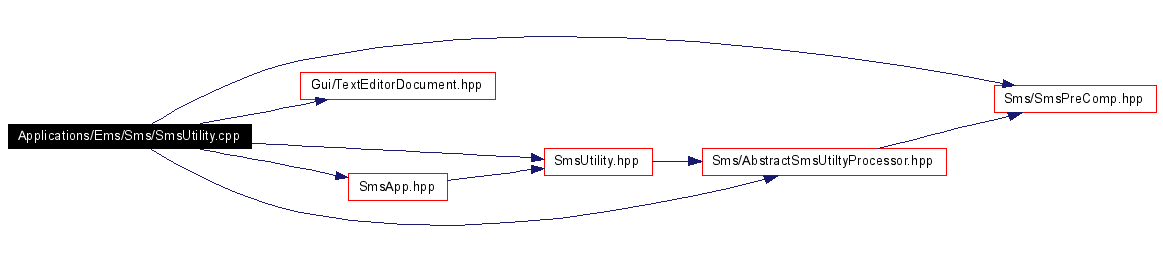 Gui/TextEditorDocument.hpp
Sms/SmsPreComp.hpp
Applications/Ems/Sms/SmsUtility.cpp
SmsUtility.hpp
Sms/AbstractSmsUtiltyProcessor.hpp
SmsApp.hpp